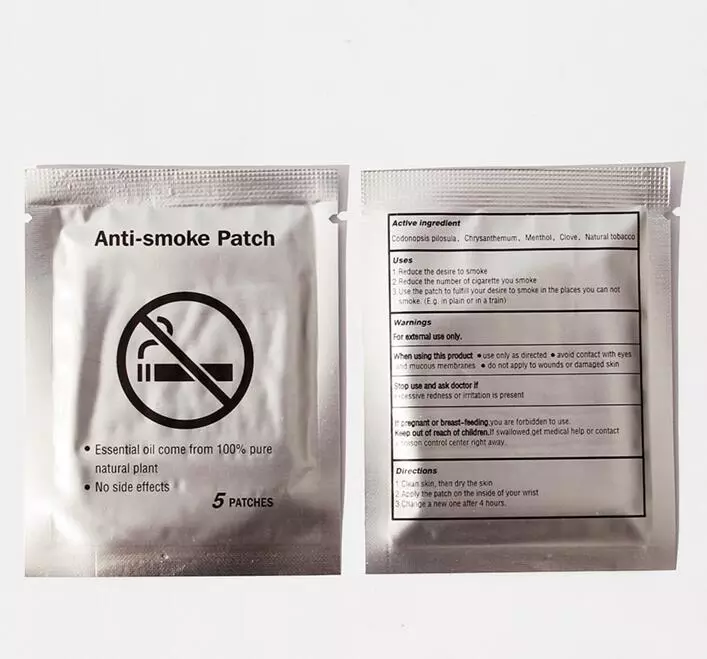 Anti-smoke Patch
• Essential oil come from 100% pure
natural plant
• No side effects
5 PATCHES
Active ingredient
Codonopsis pilosula, Chrysanthemum, Menthol, Clove, Natural tobacco
Uses
1.Reduce the desire to smoke
2.Reduce the number of cigarette you smoke
3.Use the patch to fulfill your desire to smoke in the places you can not
smoke. (E.g. in plain or in a train)
Warnings
For external use only.
When using this product • use only as directed • avoid contact with eyes
and mucous membranes • do not apply to wounds or damaged skin
Stop use and ask doctor if
excessive redness or irritation is present
If pregnant or breast-feeding,you are forbidden to use.
Keep out of reach of children.If swallowed,get medical help or contact
a poison control center right away.
Directions
1.Clean skin, then dry the skin
2.Apply the patch on the inside of your wrist
3.Change a new one after 4 hours.